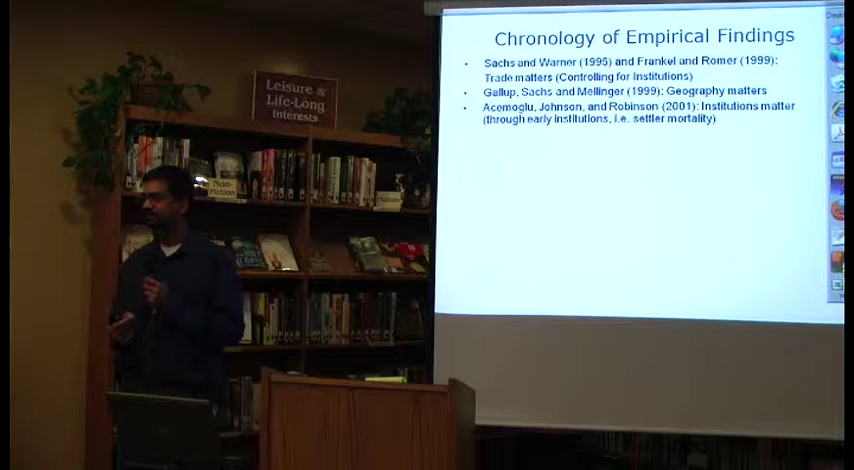 Chronology of Empirical Findings
Sachs and Warner (1995) and Frankel and Romer (1999):
Trade matters (Controlling for Institutions)
Gallup, Sachs and Mellinger (1999): Geography matters
Acemoglu, Johnson, and Robinson (2001): Institutions matter
(through early institutions, i.e. settler mortality)
Leisure &
Life-Long
Interests
Non-
Fiction